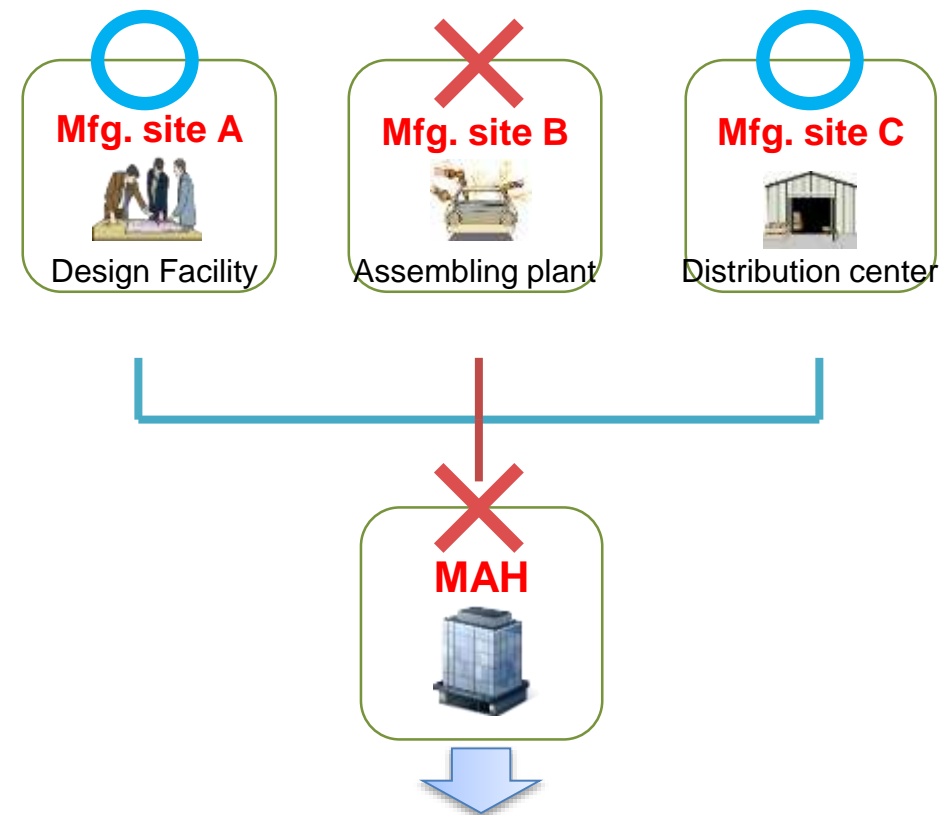 Mfg. site A
Design Facility
Mfg. site B
Assembling plant
Mfg. site C
Distribution center
MAH